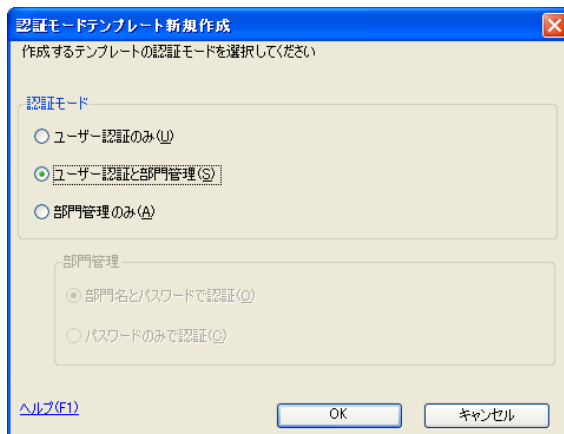 認証モードテンプレート新規作成
作成するテンプレートの認証モードを選択してください
認証モード
ユーザー認証のみ(U)
ユーザー認証と部門管理(S)
部門管理のみ(A)
部門管理
部門名とパスワードで認証(O)
パスワードのみで認証(C)
ヘルプ(F1)
OK
キャンセル